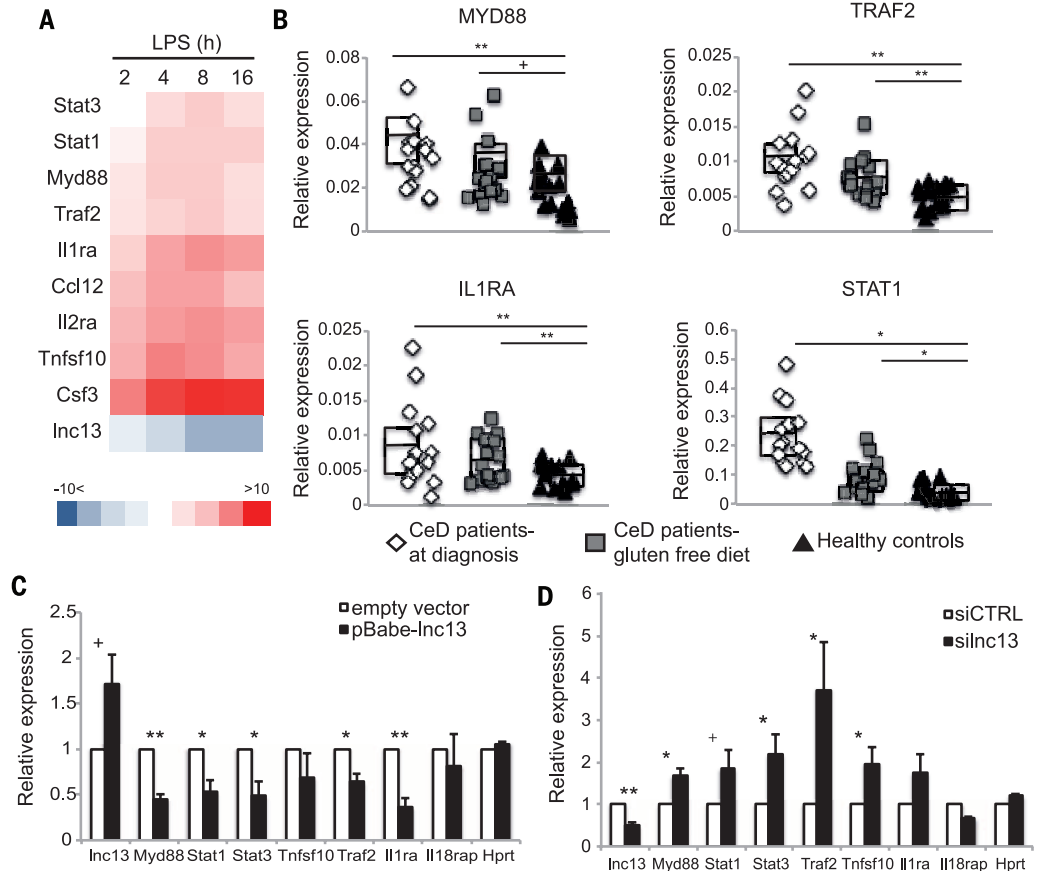 A
LPS (h)
2 4 8 16
Stat3
Stat1
Myd88
Traf2
Il1ra
Ccl12
Il2ra
Tnfsf10
Csf3
lnc13
-10< >10
B
MYD88
Relative expression
0.08
0.06
0.04
0.02
0
**
+
TRAF2
Relative expression
0.025
0.02
0.015
0.01
0.005
0
**
**
IL1RA
Relative expression
0.025
0.02
0.015
0.01
0.005
0
**
**
STAT1
Relative expression
0.6
0.5
0.4
0.3
0.2
0.1
0
*
*
CeD patients-
at diagnosis
CeD patients-
gluten free diet
Healthy controls
C
Relative expression
2.5
2
1.5
1
0.5
0
empty vector
pBabe-lnc13
+ ** * * * **
lnc13 Myd88 Stat1 Stat3 Tnfsf10 Traf2 Il1ra Il18rap Hprt
D
Relative expression
6
5
4
3
2
1
0
siCTRL
silnc13
** * + * * *
lnc13 Myd88 Stat1 Stat3 Traf2 Tnfsf10 Il1ra Il18rap Hprt